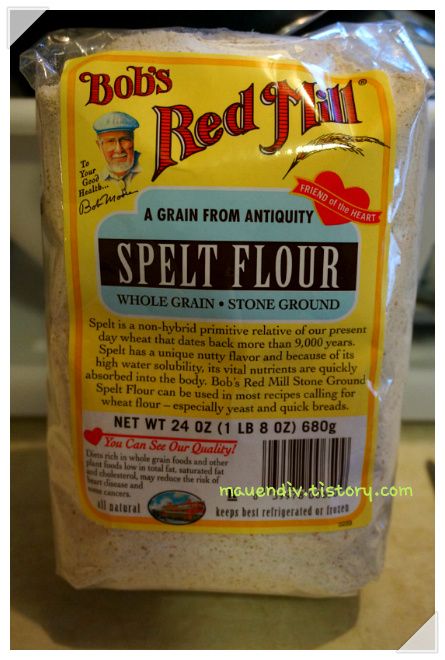 Bob's
Red Mill®
To
Your
Good
Health...
Bob Moore
FRIEND of the HEART
A GRAIN FROM ANTIQUITY
SPELT FLOUR
WHOLE GRAIN • STONE GROUND
Spelt is a non-hybrid primitive relative of our present
day wheat that dates back more than 9,000 years.
Spelt has a unique nutty flavor and because of its
high water solubility, its vital nutrients are quickly
absorbed into the body. Bob's Red Mill Stone Ground
Spelt Flour can be used in most recipes calling for
wheat flour – especially yeast and quick breads.
NET WT 24 OZ (1 LB 8 OZ) 680g
You Can See Our Quality!
Diets rich in whole grain foods and other
plant foods low in total fat, saturated fat
and cholesterol, may reduce the risk of
heart disease and
some cancers.
mauendiv.tistory.com
all natural
keeps best refrigerated or frozen